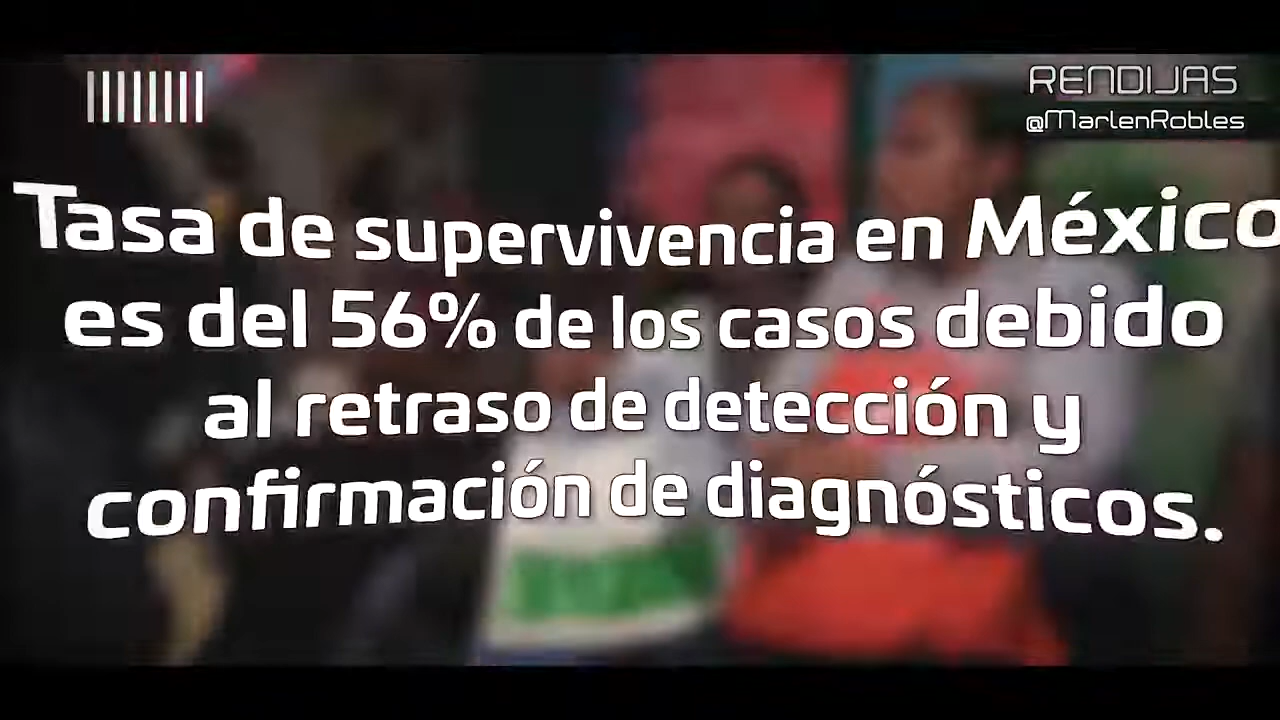 RENDIJAS
@MarlenRobles
Tasa de supervivencia en México
es del 56% de los casos debido
al retraso de detección y
confirmación de diagnósticos.